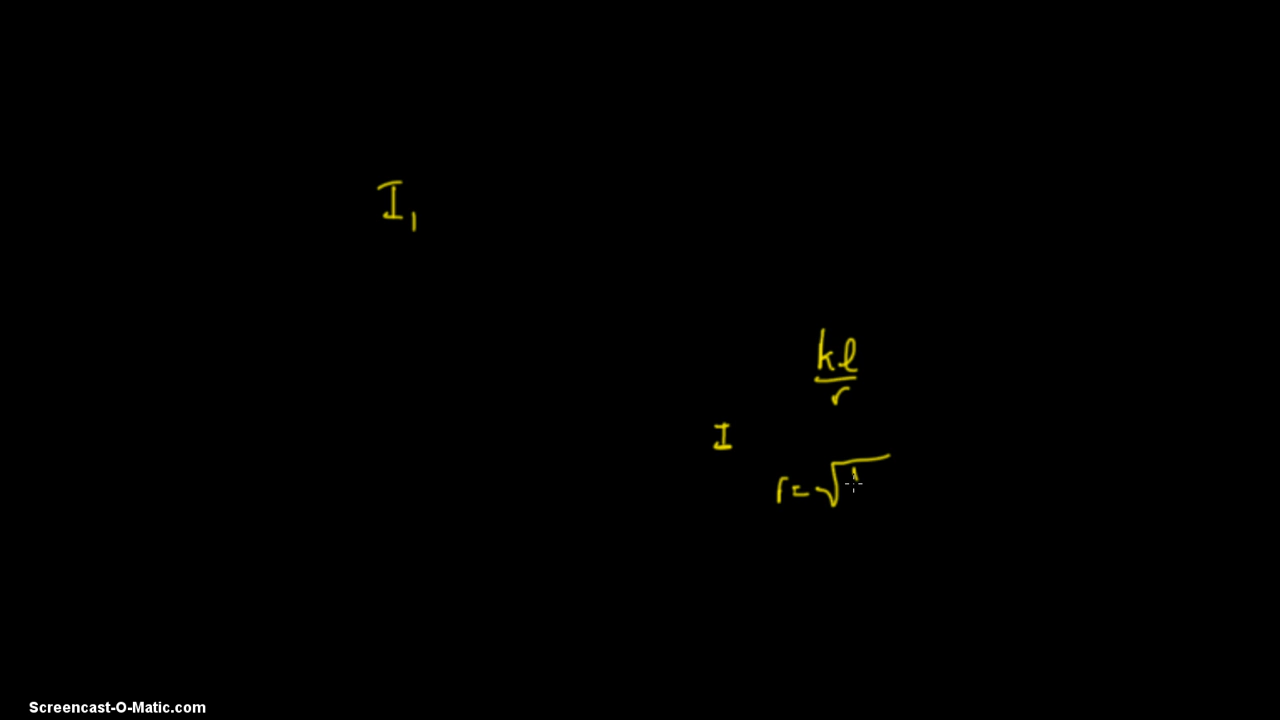 I₁
kl
r
I
r = √
Screencast-O-Matic.com